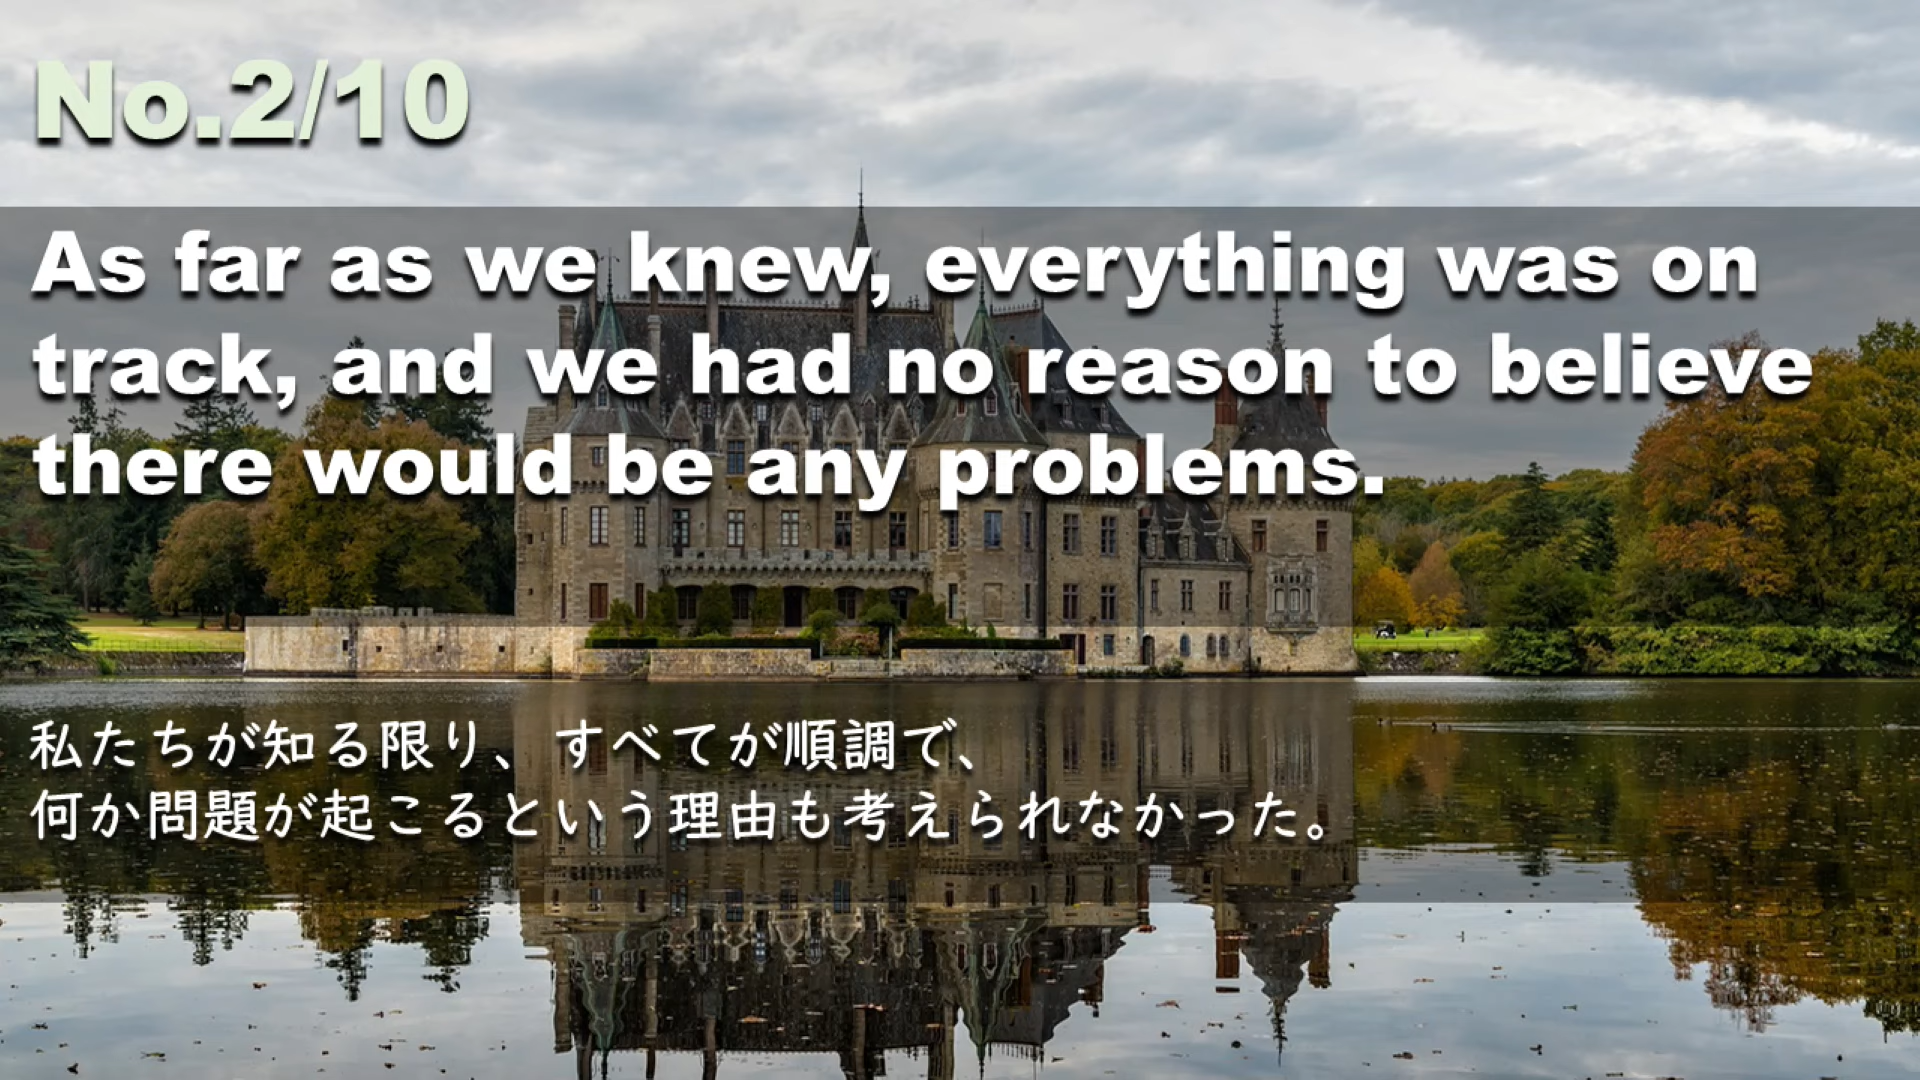 No.2/10
As far as we knew, everything was on
track, and we had no reason to believe
there would be any problems.
私たちが知る限り、すべてが順調で、
何か問題が起こるという理由も考えられなかった。